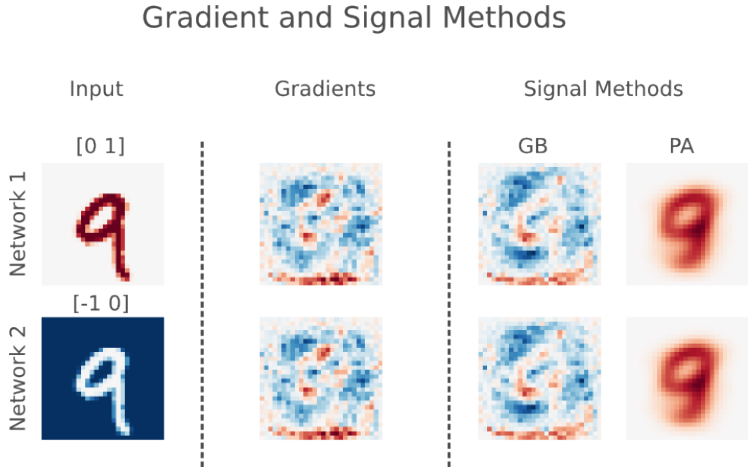 Gradient and Signal Methods
Input
Gradients
Signal Methods
[0 1]
GB
PA
Network 1
[-1 0]
Network 2